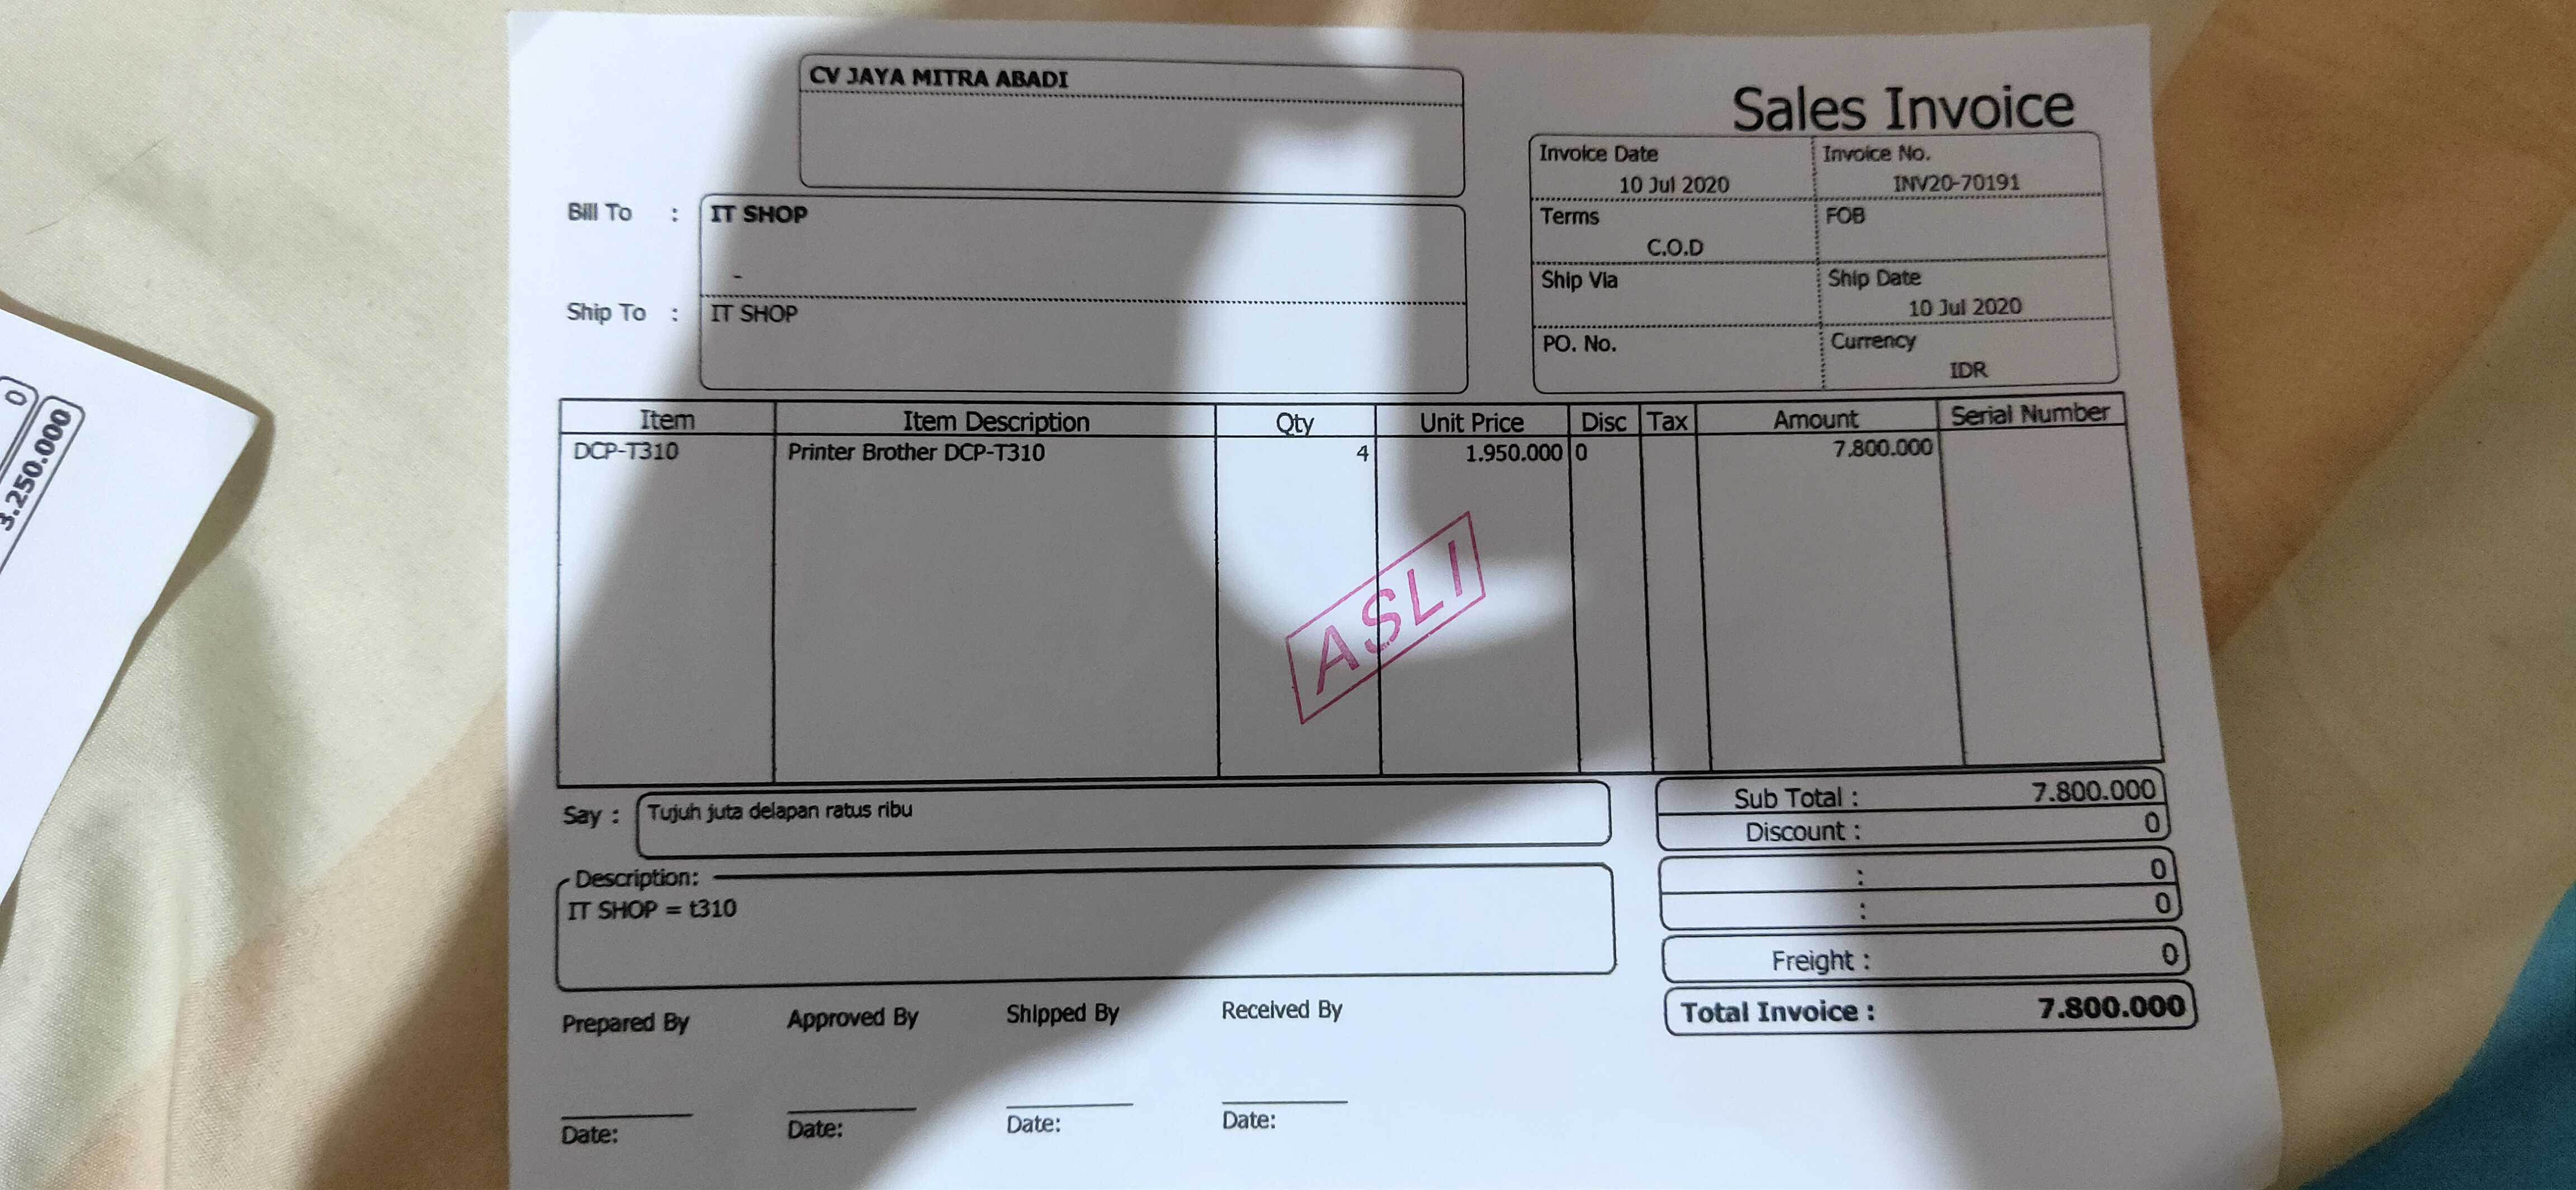 CV JAYA MITRA ABADI
Sales Invoice
Invoice Date
10 Jul 2020
Invoice No.
INV20-70191
Terms
C.O.D
FOB
Ship Via
Ship Date
10 Jul 2020
PO. No.
Currency
IDR
Bill To : IT SHOP
-
Ship To : IT SHOP
Item Item Description Qty Unit Price Disc Tax Amount Serial Number
DCP-T310 Printer Brother DCP-T310 4 1.950.000 0 7.800.000
ASLI
Say : Tujuh juta delapan ratus ribu
Sub Total : 7.800.000
Discount : 0
: 0
: 0
Freight : 0
Total Invoice : 7.800.000
Description:
IT SHOP = t310
Prepared By Approved By Shipped By Received By
Date: Date: Date: Date:
0
3.250.000